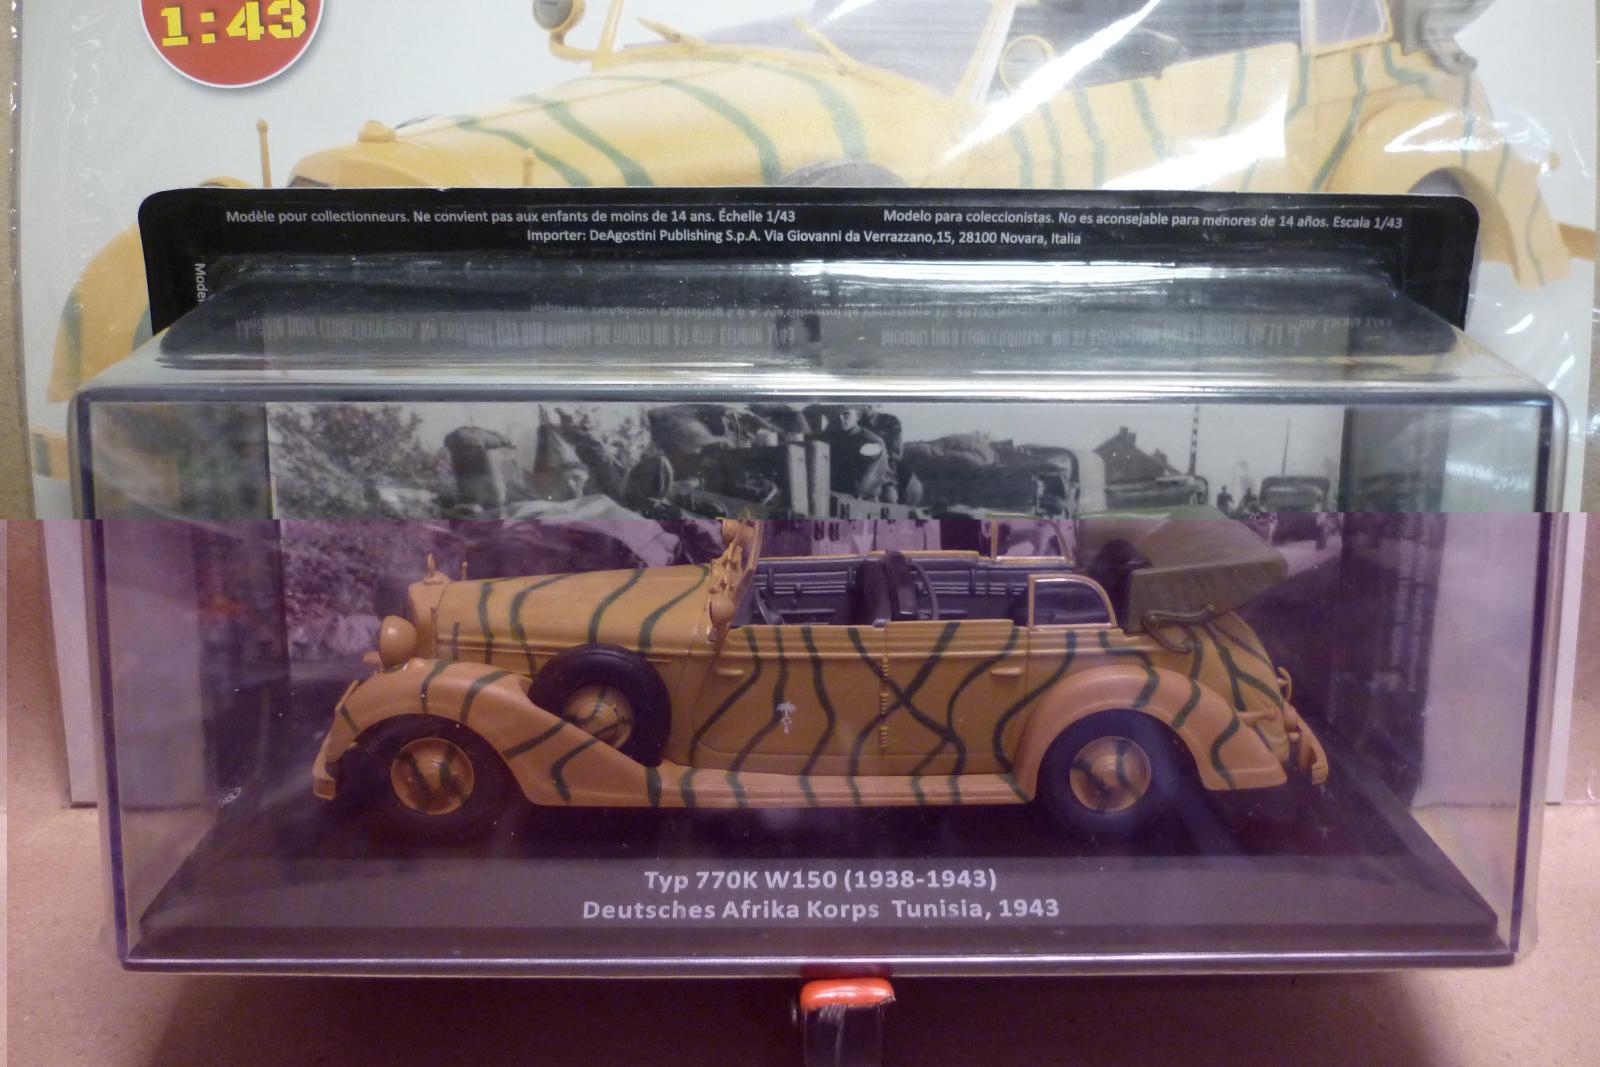 1:43
Modèle pour collectionneurs. Ne convient pas aux enfants de moins de 14 ans. Échelle 1/43
Modelo para coleccionistas. No es aconsejable para menores de 14 años. Escala 1/43
Importer: DeAgostini Publishing S.p.A. Via Giovanni da Verrazzano,15, 28100 Novara, Italia
Typ 770K W150 (1938-1943)
Deutsches Afrika Korps Tunisia, 1943